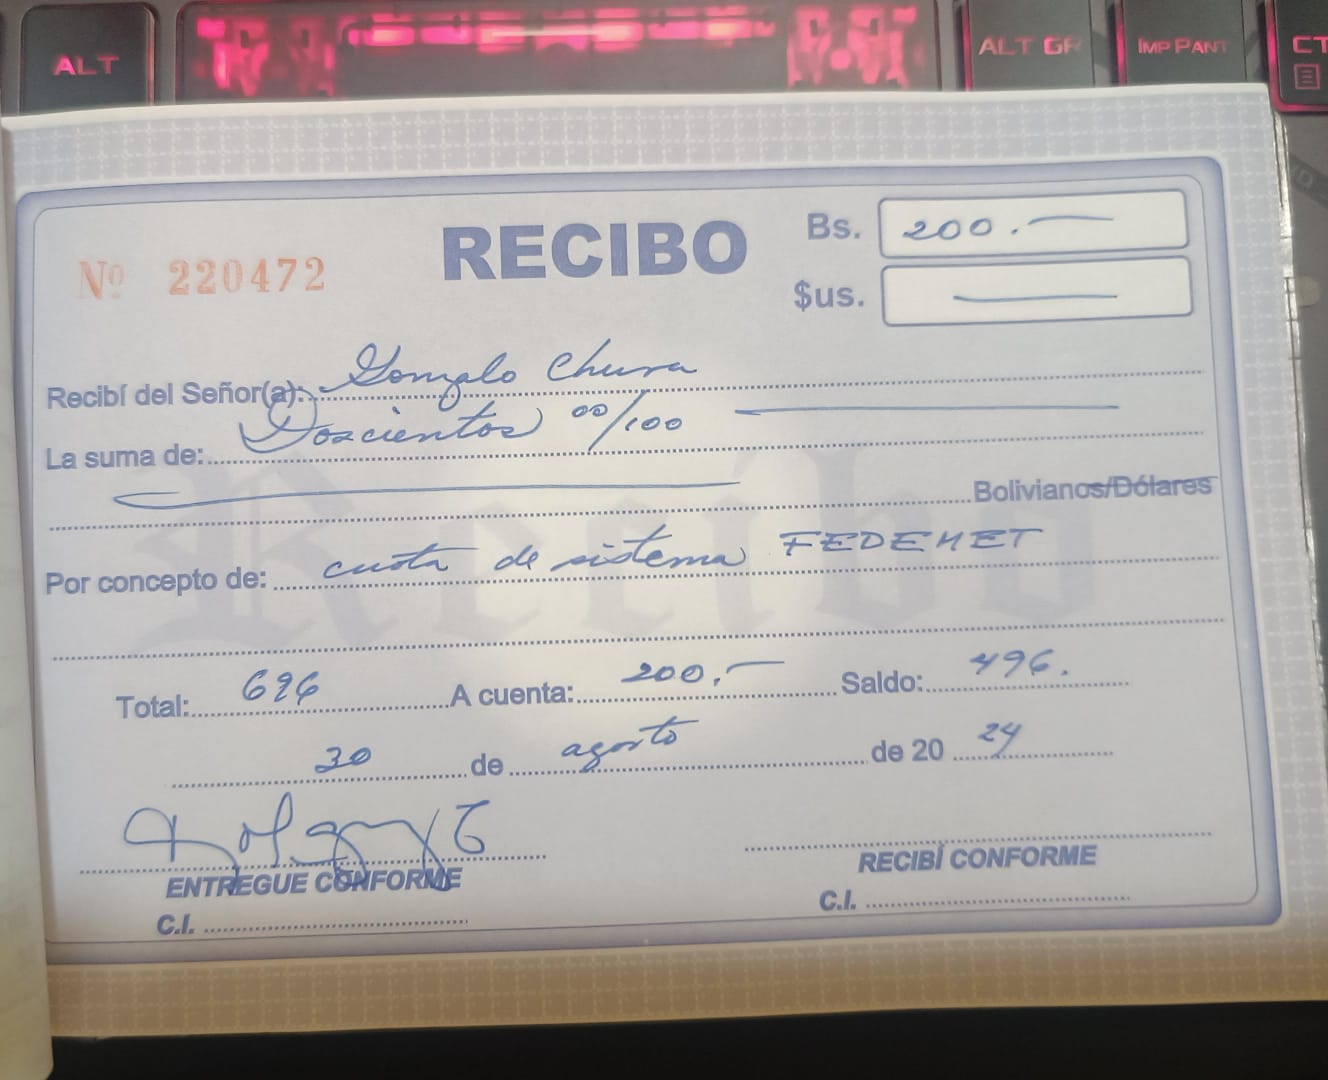 ALT
ALT GR
IMP PANT
CT
Nº 220472
RECIBO
Bs. 200.—
$us. —
Recibí del Señor(a): Gonzalo Chura
La suma de: Doscientos 00/100
Bolivianos/Dólares
Por concepto de: cuota de sistema FEDEMET
Recibo
Total: 696 A cuenta: 200.— Saldo: 496.
30 de agosto de 20 24
ENTREGUE CONFORME
RECIBÍ CONFORME
C.I.
C.I.